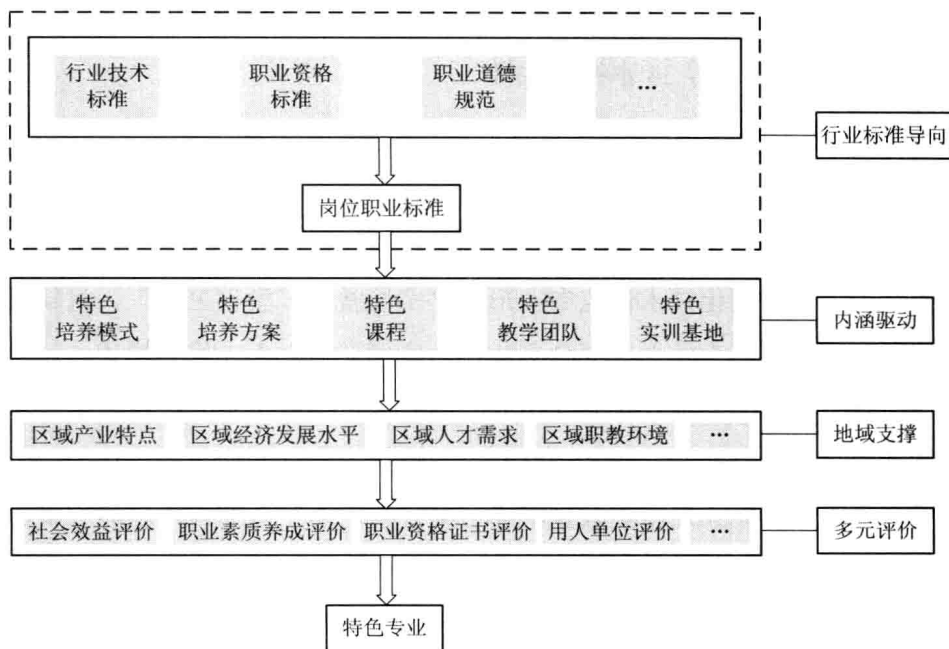 行业技术
标准
职业资格
标准
职业道德
规范
…
行业标准导向
岗位职业标准
特色
培养模式
特色
培养方案
特色
课程
特色
教学团队
特色
实训基地
内涵驱动
区域产业特点 区域经济发展水平 区域人才需求 区域职教环境 …
地域支撑
社会效益评价 职业素质养成评价 职业资格证书评价 用人单位评价 …
多元评价
特色专业